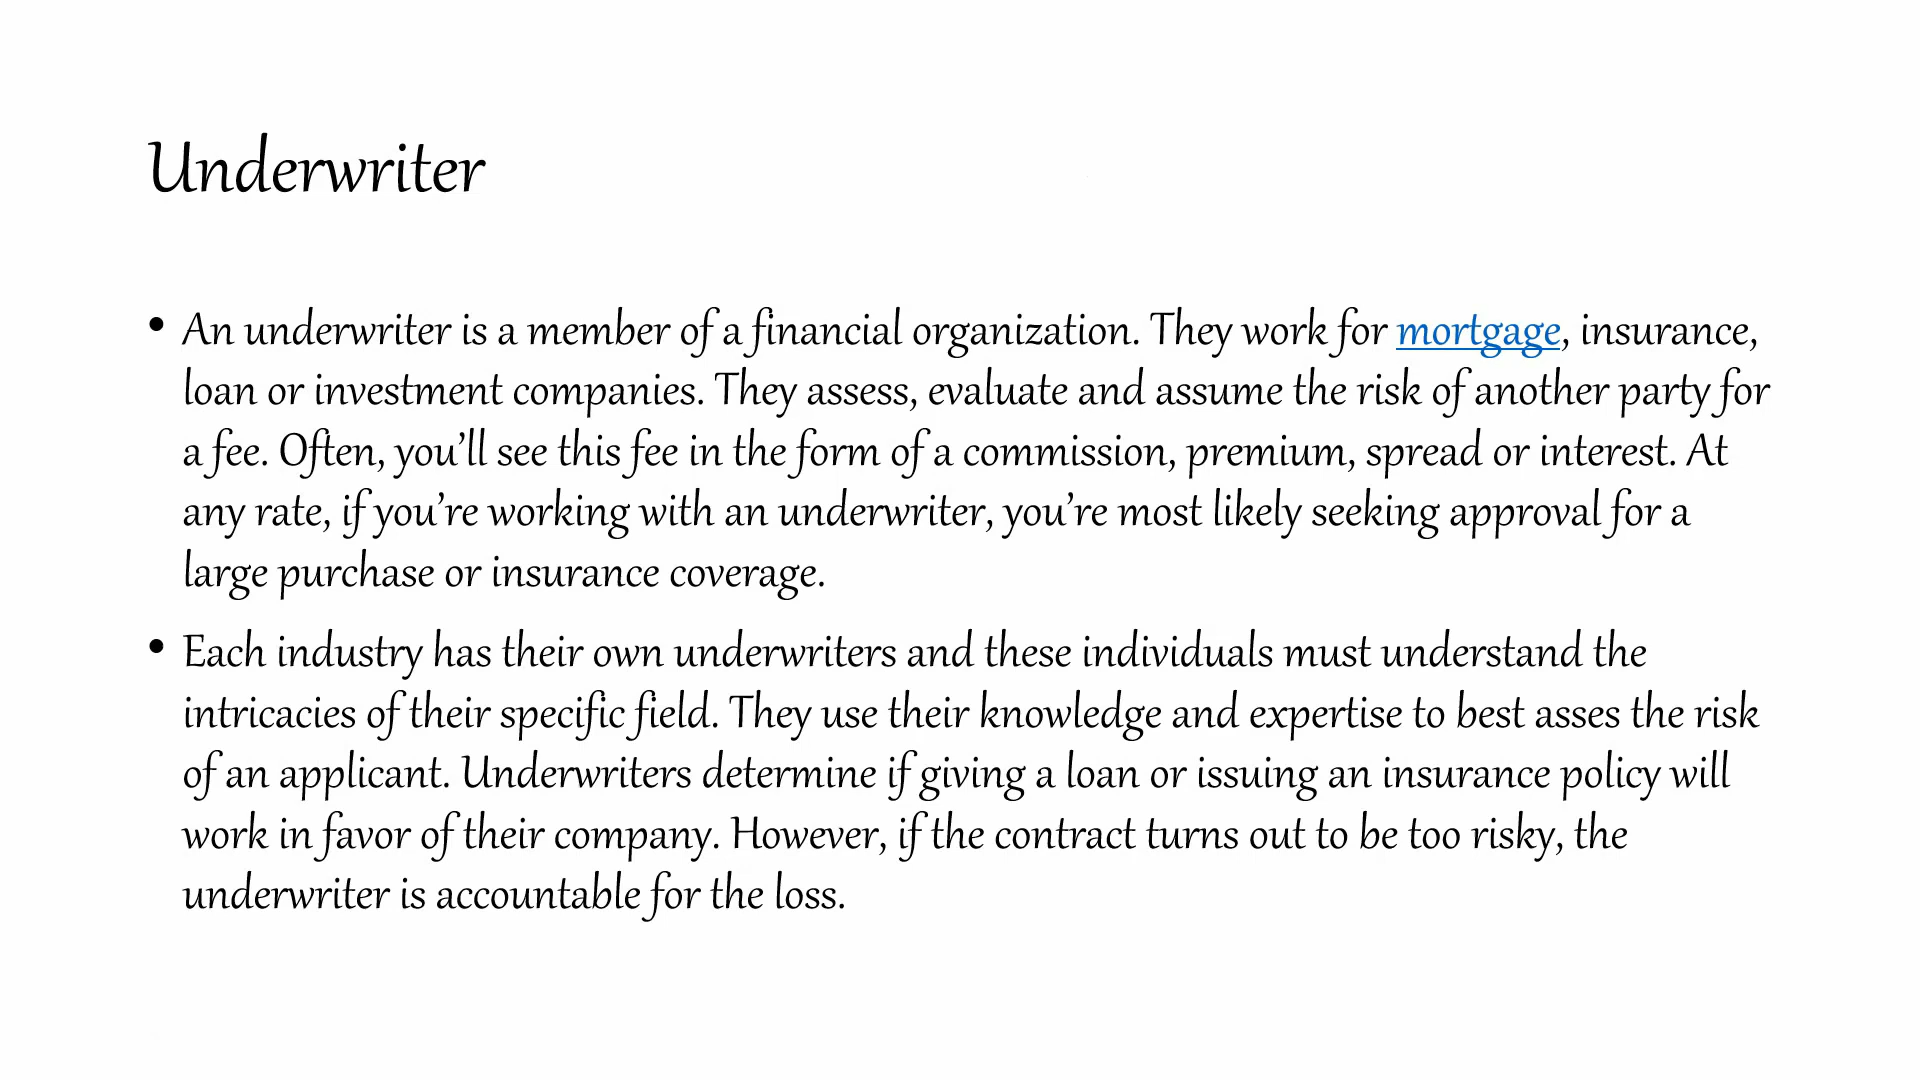 Underwriter
• An underwriter is a member of a financial organization. They work for mortgage, insurance,
loan or investment companies. They assess, evaluate and assume the risk of another party for
a fee. Often, you’ll see this fee in the form of a commission, premium, spread or interest. At
any rate, if you’re working with an underwriter, you’re most likely seeking approval for a
large purchase or insurance coverage.
• Each industry has their own underwriters and these individuals must understand the
intricacies of their specific field. They use their knowledge and expertise to best asses the risk
of an applicant. Underwriters determine if giving a loan or issuing an insurance policy will
work in favor of their company. However, if the contract turns out to be too risky, the
underwriter is accountable for the loss.